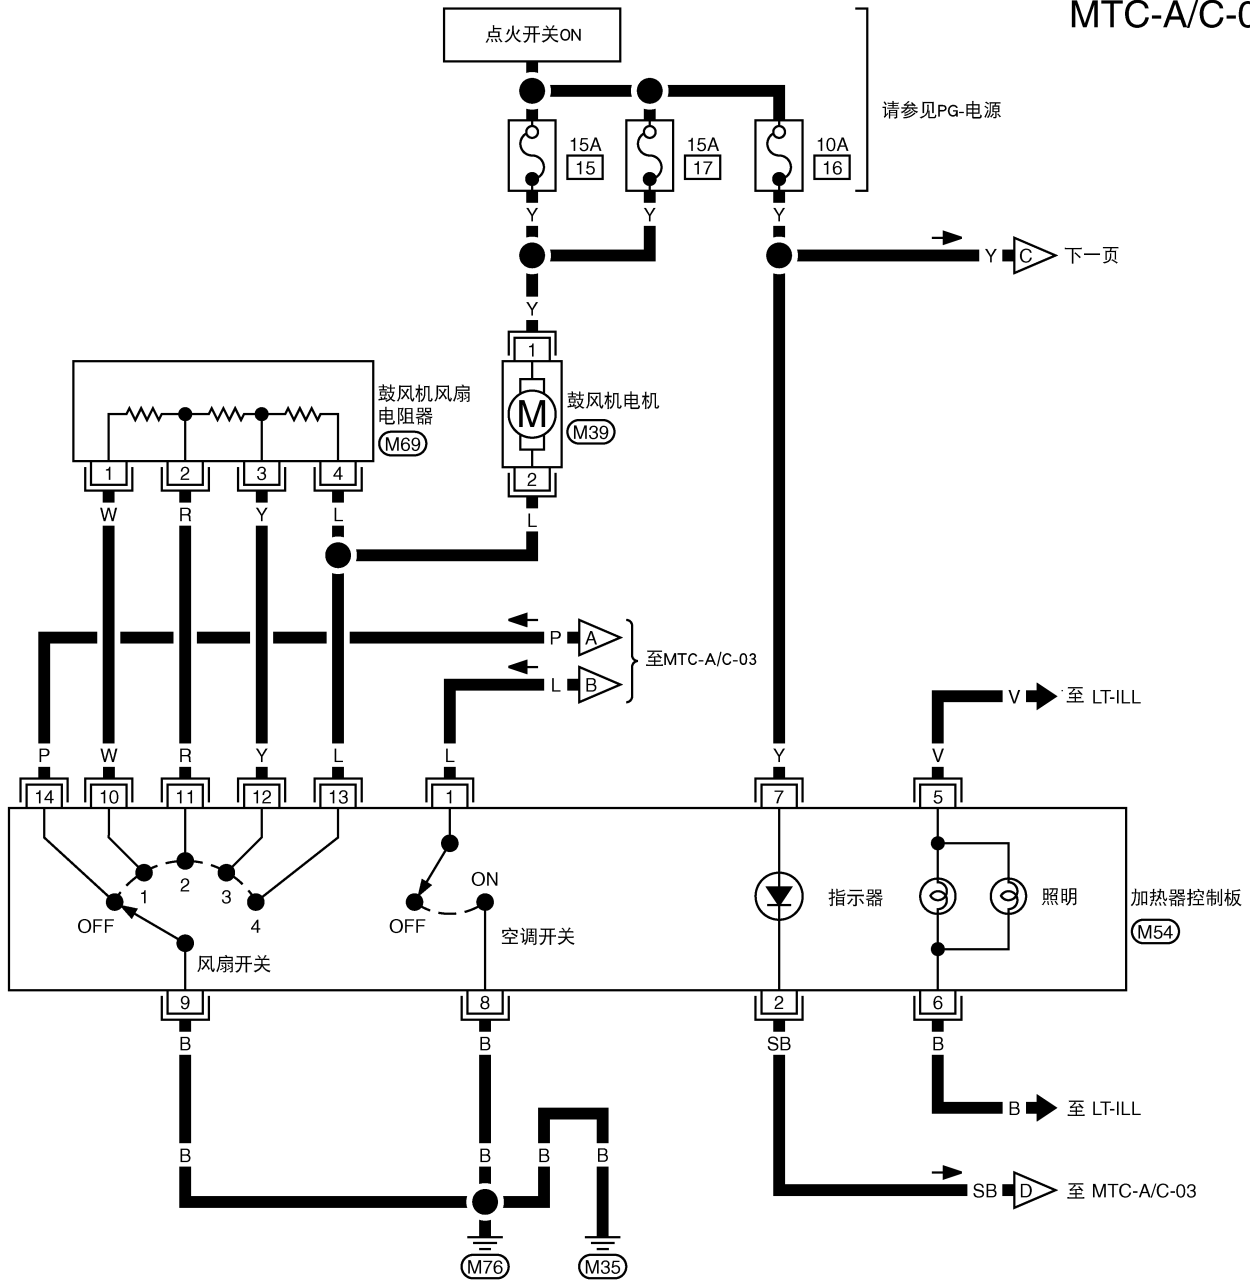 MTC-A/C-0
点火开关ON
请参见PG-电源
15A
15
15A
17
10A
16
Y
Y
Y
Y C 下一页
Y
1
鼓风机风扇
电阻器
M69
M
鼓风机电机
M39
1 2 3 4
2
W R Y L
L
P A
至MTC-A/C-03
L B
V 至 LT-ILL
P W R Y L L Y V
14 10 11 12 13 1 7 5
1 2 3 4
OFF
风扇开关
ON
OFF
空调开关
指示器
照明
加热器控制板
M54
9 8 2 6
B B SB B
B 至 LT-ILL
B B B B
SB D 至 MTC-A/C-03
M76 M35